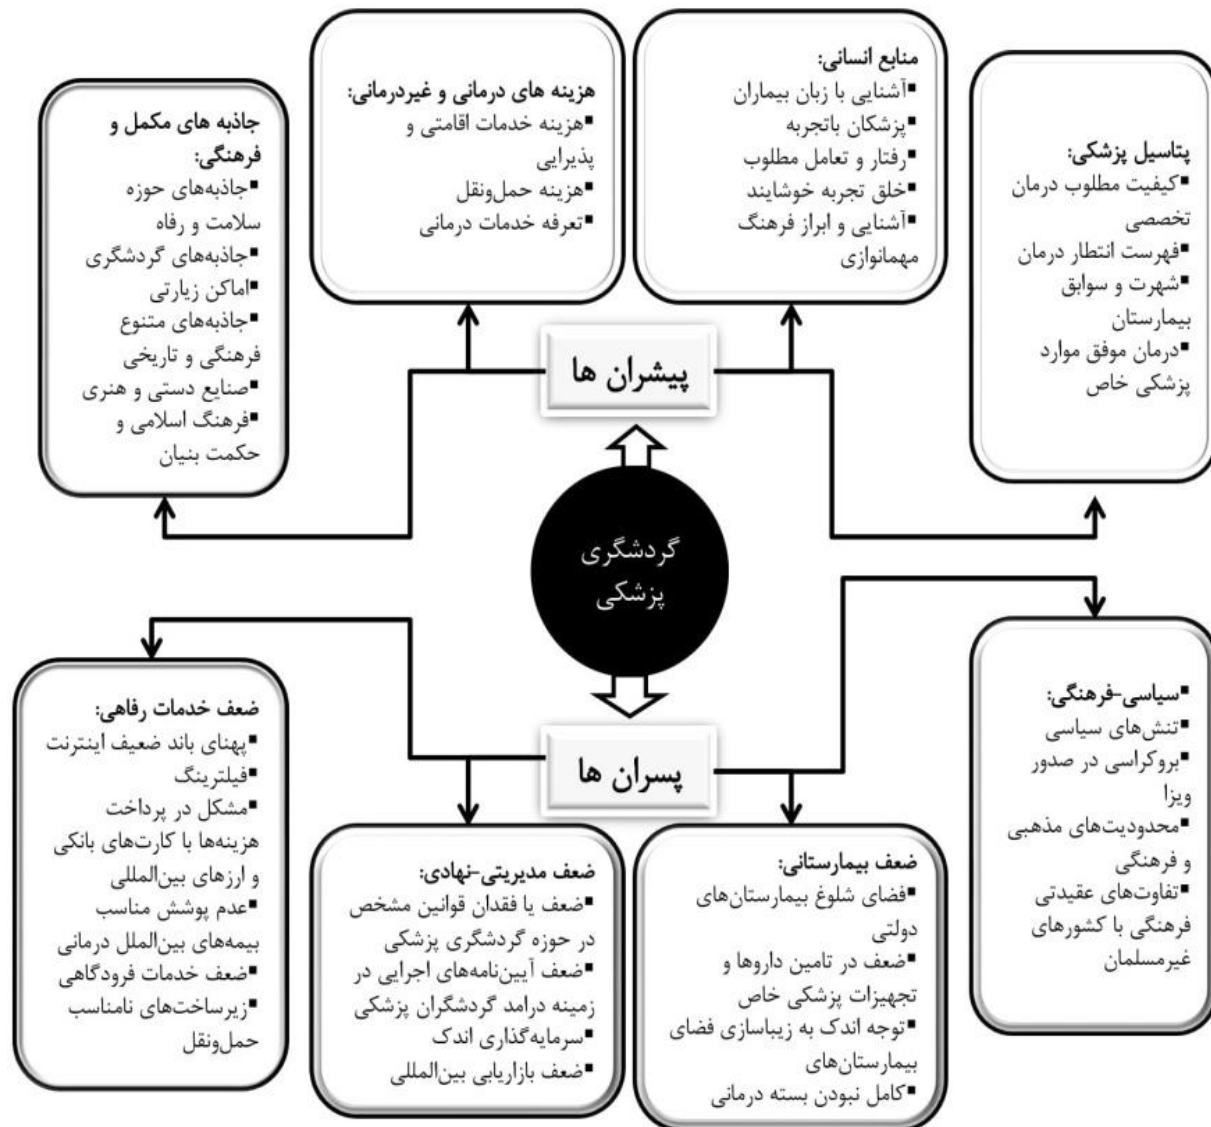 پتاسیل پزشکی:
▪کیفیت مطلوب درمان
تخصصی
▪فهرست انتظار درمان
▪شهرت و سوابق
بیمارستان
▪درمان موفق موارد
پزشکی خاص
منابع انسانی:
▪آشنایی با زبان بیماران
▪پزشکان باتجربه
▪رفتار و تعامل مطلوب
▪خلق تجربه خوشایند
▪آشنایی و ابراز فرهنگ
مهمانوازی
هزینه های درمانی و غیردرمانی:
▪هزینه خدمات اقامتی و
پذیرایی
▪هزینه حمل‌ونقل
▪تعرفه خدمات درمانی
جاذبه های مکمل و
فرهنگی:
▪جاذبه‌های حوزه
سلامت و رفاه
▪جاذبه‌های گردشگری
▪اماکن زیارتی
▪جاذبه‌های متنوع
فرهنگی و تاریخی
▪صنایع دستی و هنری
▪فرهنگ اسلامی و
حکمت بنیان
پیشران ها
گردشگری
پزشکی
پسران ها
▪سیاسی-فرهنگی:
▪تنش‌های سیاسی
▪بروکراسی در صدور
ویزا
▪محدودیت‌های مذهبی
و فرهنگی
▪تفاوت‌های عقیدتی
فرهنگی با کشورهای
غیرمسلمان
ضعف بیمارستانی:
▪فضای شلوغ بیمارستان‌های
دولتی
▪ضعف در تامین داروها و
تجهیزات پزشکی خاص
▪توجه اندک به زیباسازی فضای
بیمارستان‌های
▪کامل نبودن بسته درمانی
ضعف مدیریتی-نهادی:
▪ضعف یا فقدان قوانین مشخص
در حوزه گردشگری پزشکی
▪ضعف آیین‌نامه‌های اجرایی در
زمینه درامد گردشگران پزشکی
▪سرمایه‌گذاری اندک
▪ضعف بازاریابی بین‌المللی
ضعف خدمات رفاهی:
▪پهنای باند ضعیف اینترنت
▪فیلترینگ
▪مشکل در پرداخت
هزینه‌ها با کارت‌های بانکی
و ارزهای بین‌المللی
▪عدم پوشش مناسب
بیمه‌های بین‌الملل درمانی
▪ضعف خدمات فرودگاهی
▪زیرساخت‌های نامناسب
حمل‌ونقل